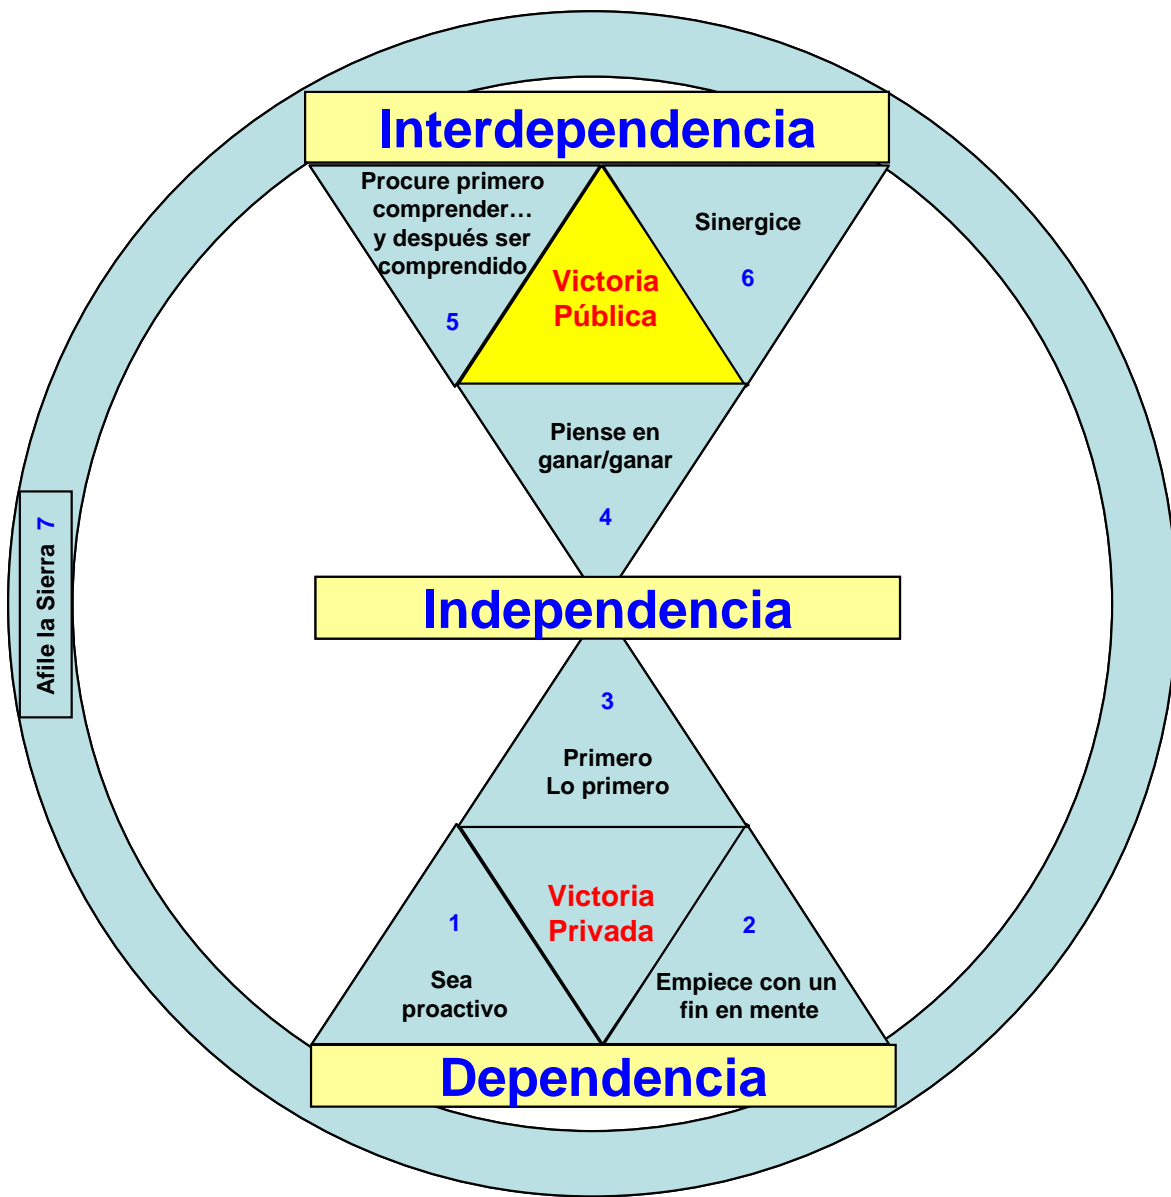 Interdependencia
Procure primero
comprender…
y después ser
comprendido
5
Victoria
Pública
Sinergice
6
Piense en
ganar/ganar
4
Afile la Sierra 7
Independencia
3
Primero
Lo primero
Victoria
Privada
1
Sea
proactivo
2
Empiece con un
fin en mente
Dependencia